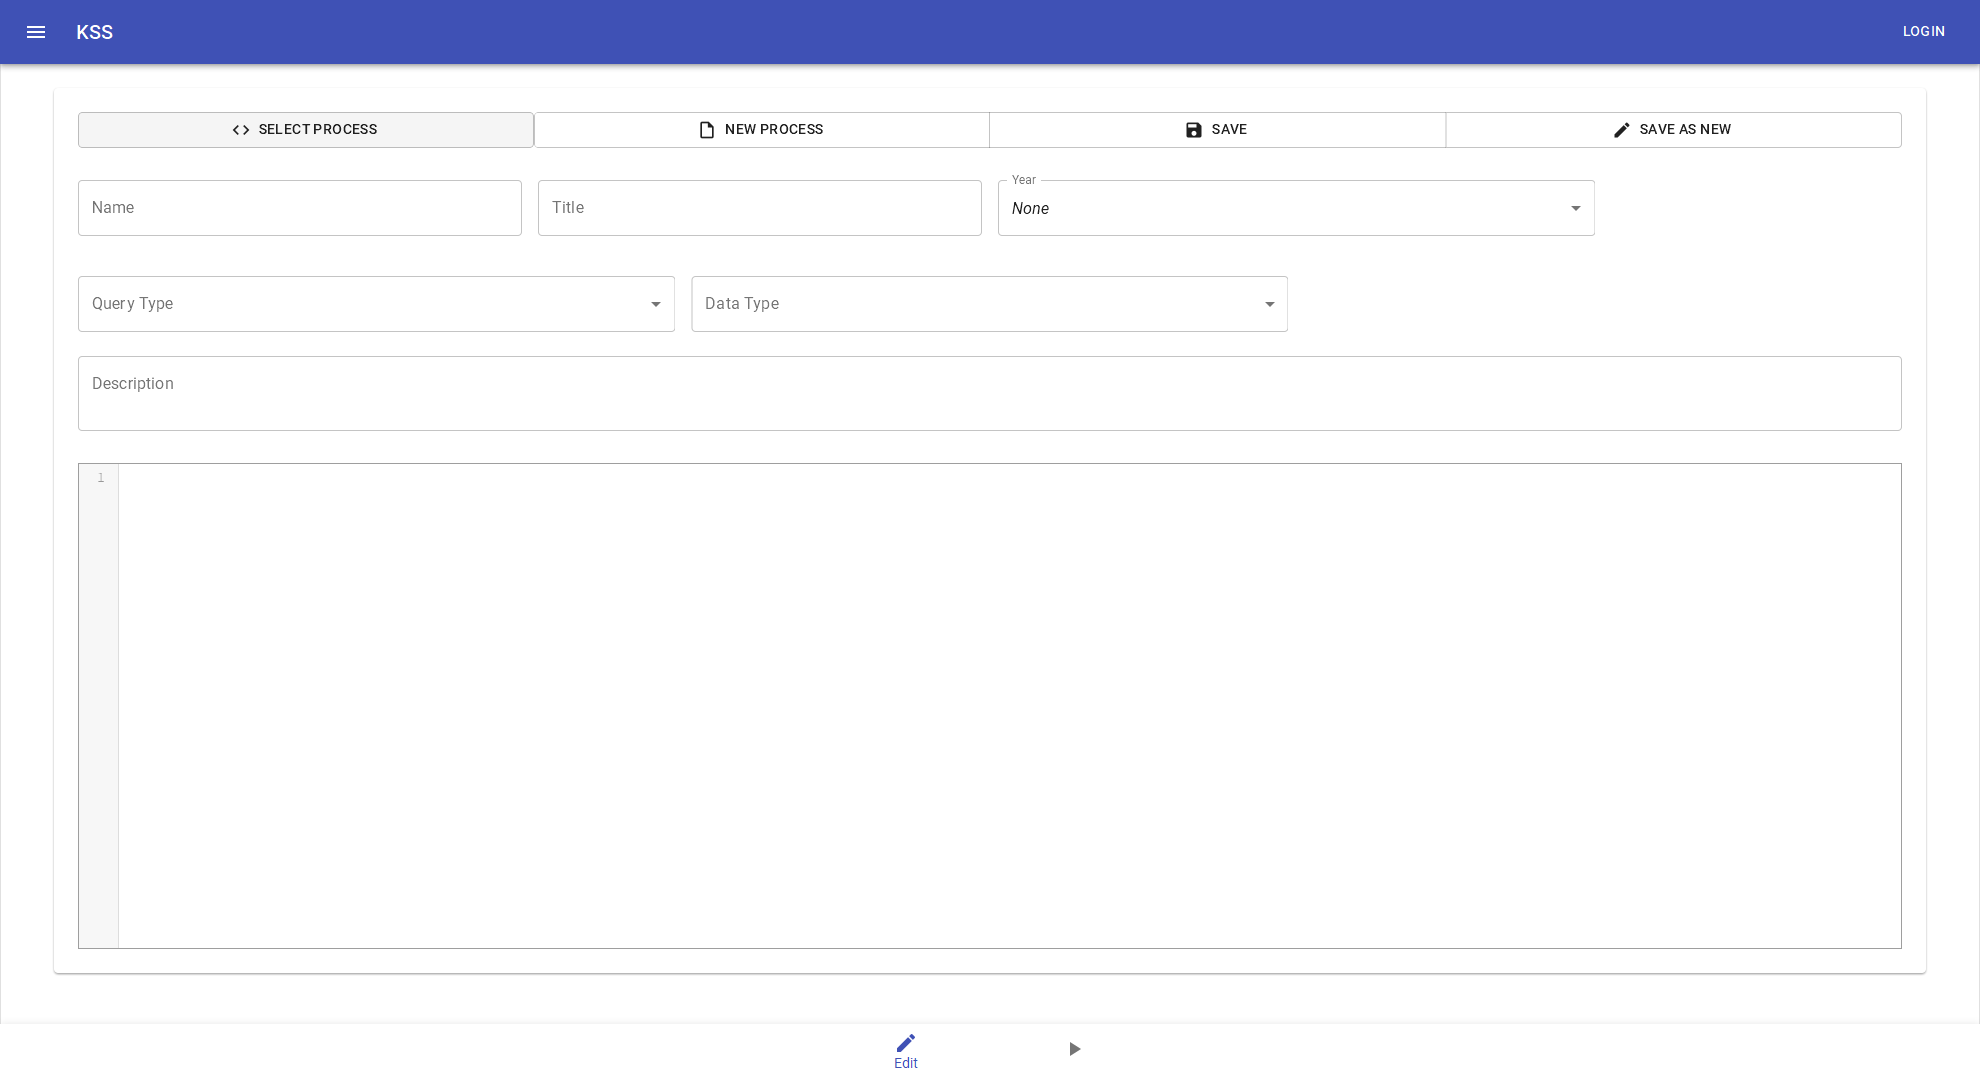 KSS
LOGIN
SELECT PROCESS
NEW PROCESS
SAVE
SAVE AS NEW
Name
Title
Year
None
Query Type
Data Type
Description
1
Edit